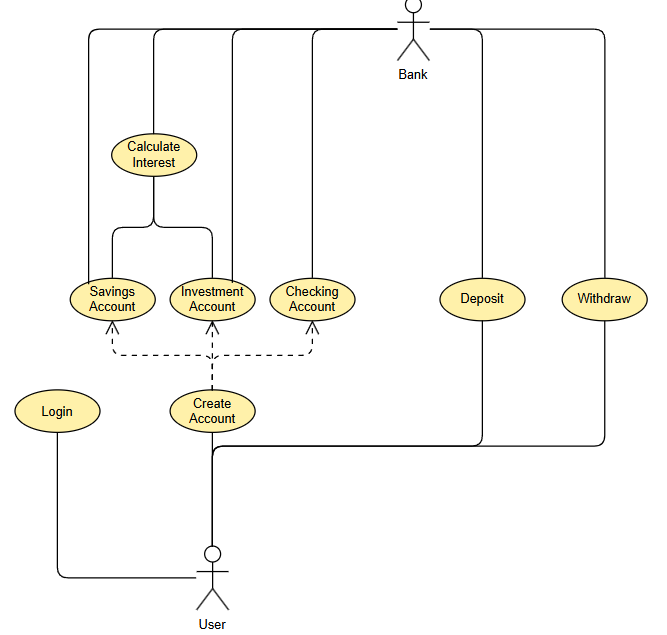 Bank
Calculate
Interest
Savings
Account
Investment
Account
Checking
Account
Deposit
Withdraw
Login
Create
Account
User